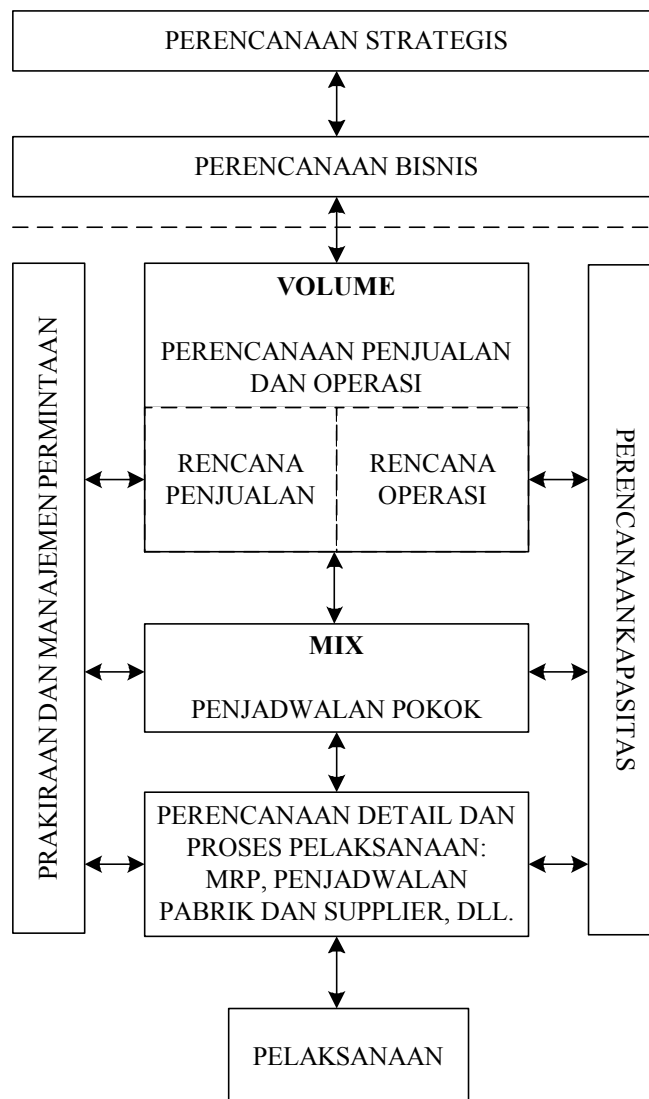 PERENCANAAN STRATEGIS
PERENCANAAN BISNIS
PRAKIRAAN DAN MANAJEMEN PERMINTAAN
VOLUME
PERENCANAAN PENJUALAN
DAN OPERASI
RENCANA
PENJUALAN
RENCANA
OPERASI
PERENCANAANKAPASITAS
MIX
PENJADWALAN POKOK
PERENCANAAN DETAIL DAN
PROSES PELAKSANAAN:
MRP, PENJADWALAN
PABRIK DAN SUPPLIER, DLL.
PELAKSANAAN